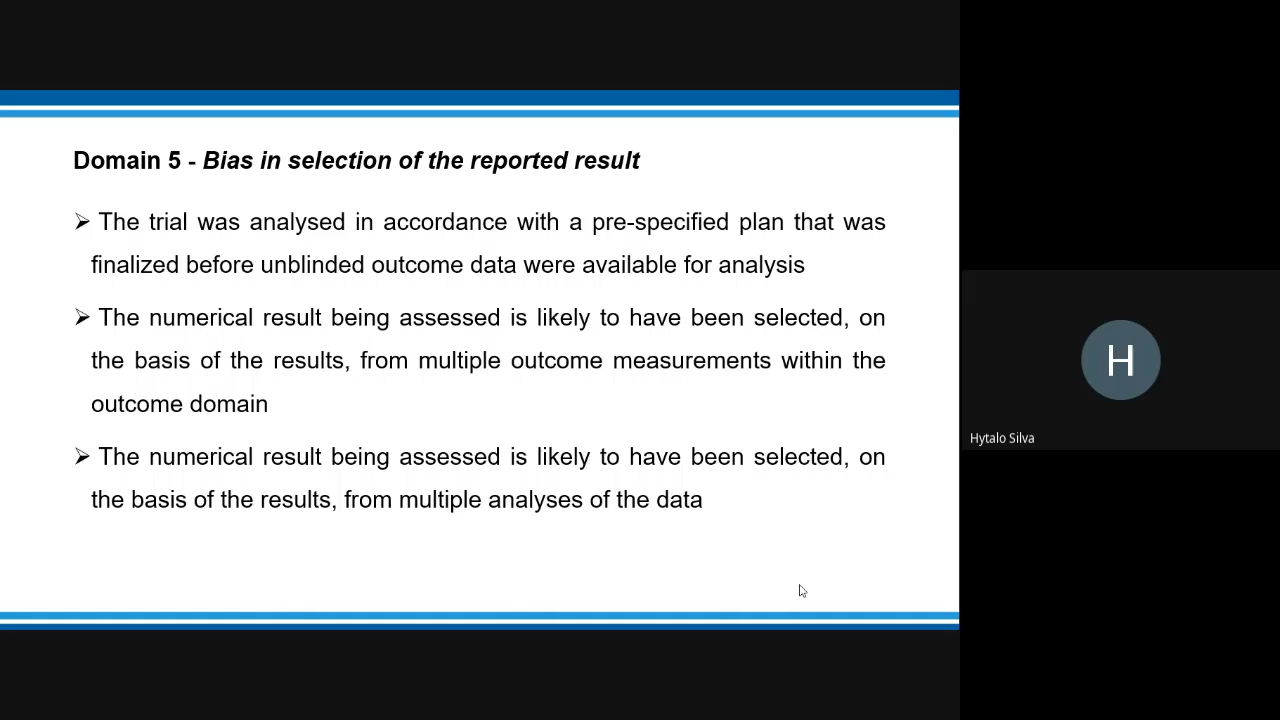 Domain 5 - Bias in selection of the reported result
➢ The trial was analysed in accordance with a pre-specified plan that was
finalized before unblinded outcome data were available for analysis
➢ The numerical result being assessed is likely to have been selected, on
the basis of the results, from multiple outcome measurements within the
outcome domain
➢ The numerical result being assessed is likely to have been selected, on
the basis of the results, from multiple analyses of the data
H
Hytalo Silva